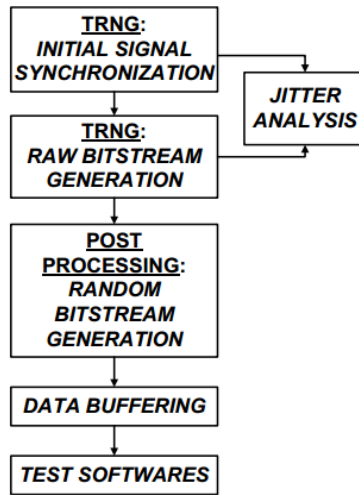 TRNG:
INITIAL SIGNAL
SYNCHRONIZATION
JITTER
ANALYSIS
TRNG:
RAW BITSTREAM
GENERATION
POST
PROCESSING:
RANDOM
BITSTREAM
GENERATION
DATA BUFFERING
TEST SOFTWARES